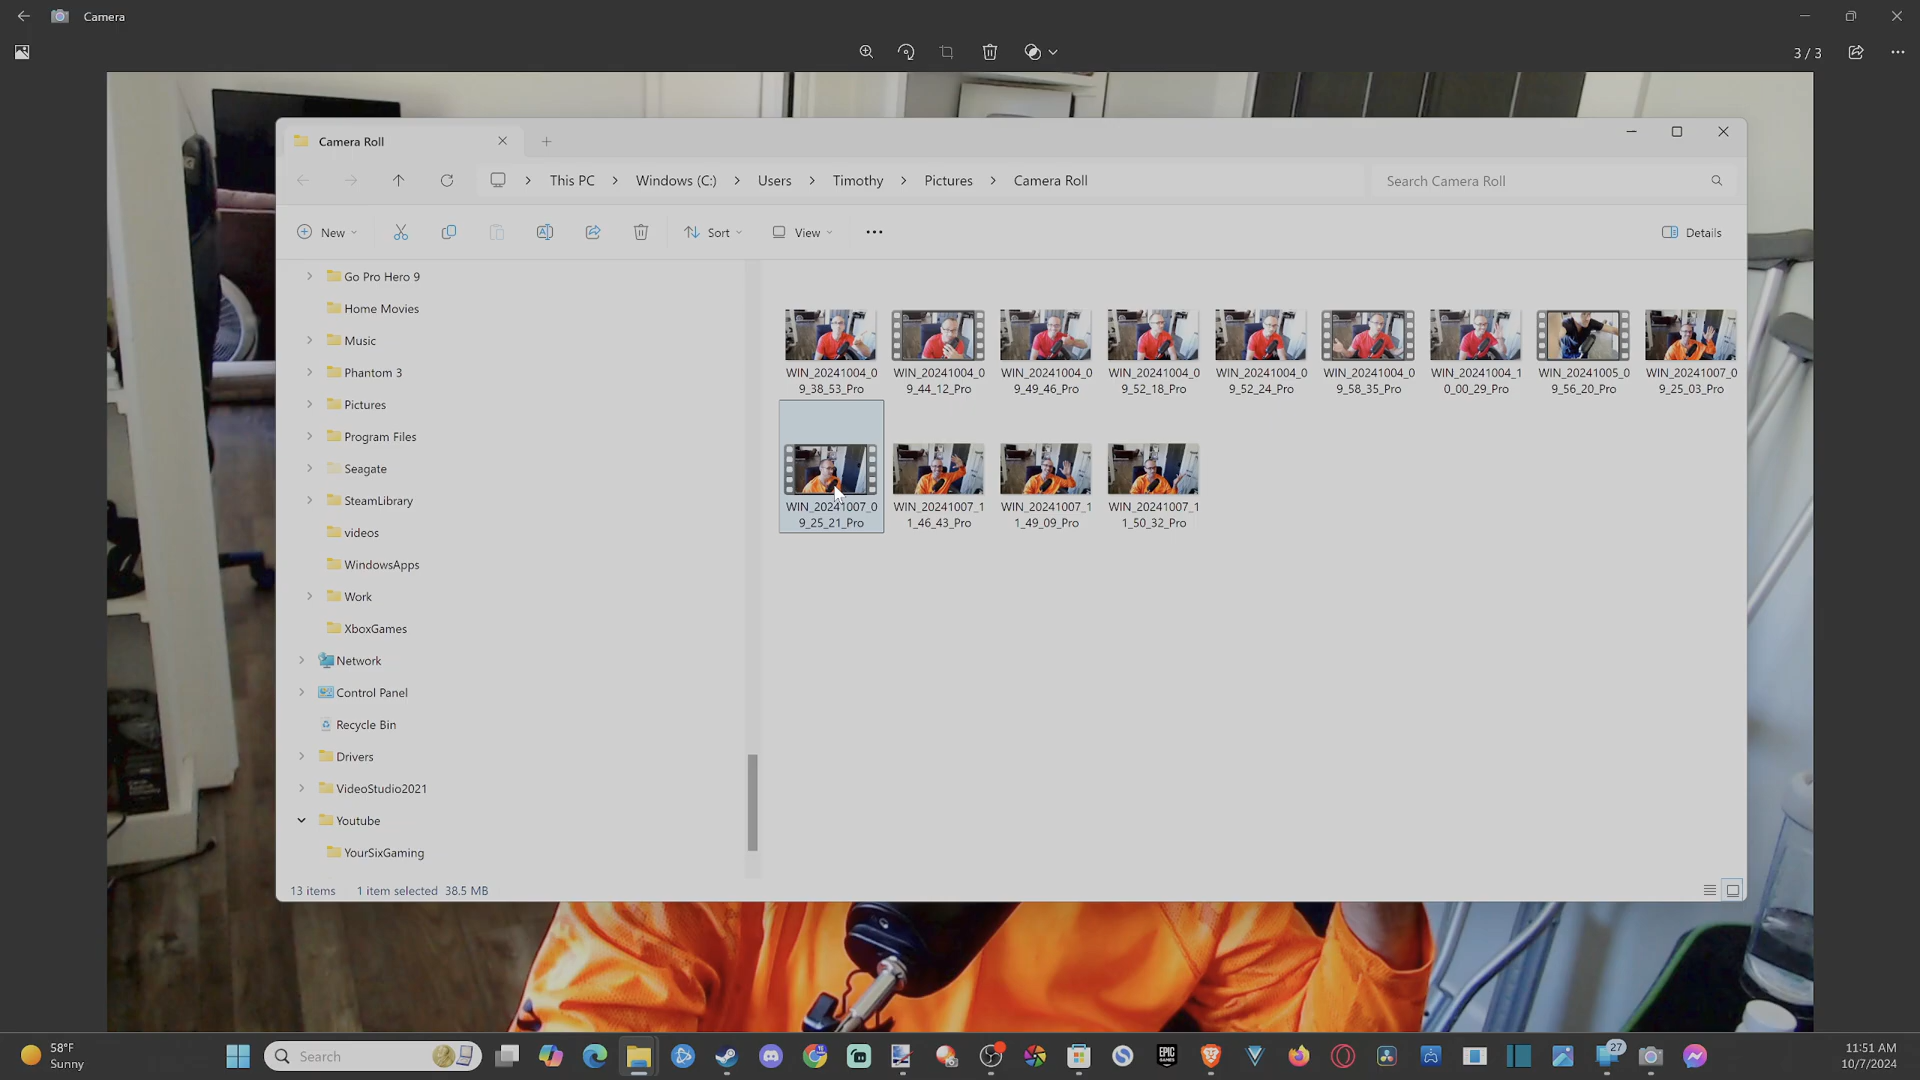 Camera
3 / 3
Camera Roll
This PC
Windows (C:)
Users
Timothy
Pictures
Camera Roll
Search Camera Roll
New
Sort
View
Details
Go Pro Hero 9
Home Movies
Music
Phantom 3
Pictures
Program Files
Seagate
SteamLibrary
videos
WindowsApps
Work
XboxGames
Network
Control Panel
Recycle Bin
Drivers
VideoStudio2021
Youtube
YourSixGaming
WIN_20241004_0
9_38_53_Pro
WIN_20241004_0
9_44_12_Pro
WIN_20241004_0
9_49_46_Pro
WIN_20241004_0
9_52_18_Pro
WIN_20241004_0
9_52_24_Pro
WIN_20241004_0
9_58_35_Pro
WIN_20241004_1
0_00_29_Pro
WIN_20241005_0
9_56_20_Pro
WIN_20241007_0
9_25_03_Pro
WIN_20241007_0
9_25_21_Pro
WIN_20241007_1
1_46_43_Pro
WIN_20241007_1
1_49_09_Pro
WIN_20241007_1
1_50_32_Pro
13 items
1 item selected 38.5 MB
58°F
Sunny
Search
EPIC
GAMES
27
11:51 AM
10/7/2024